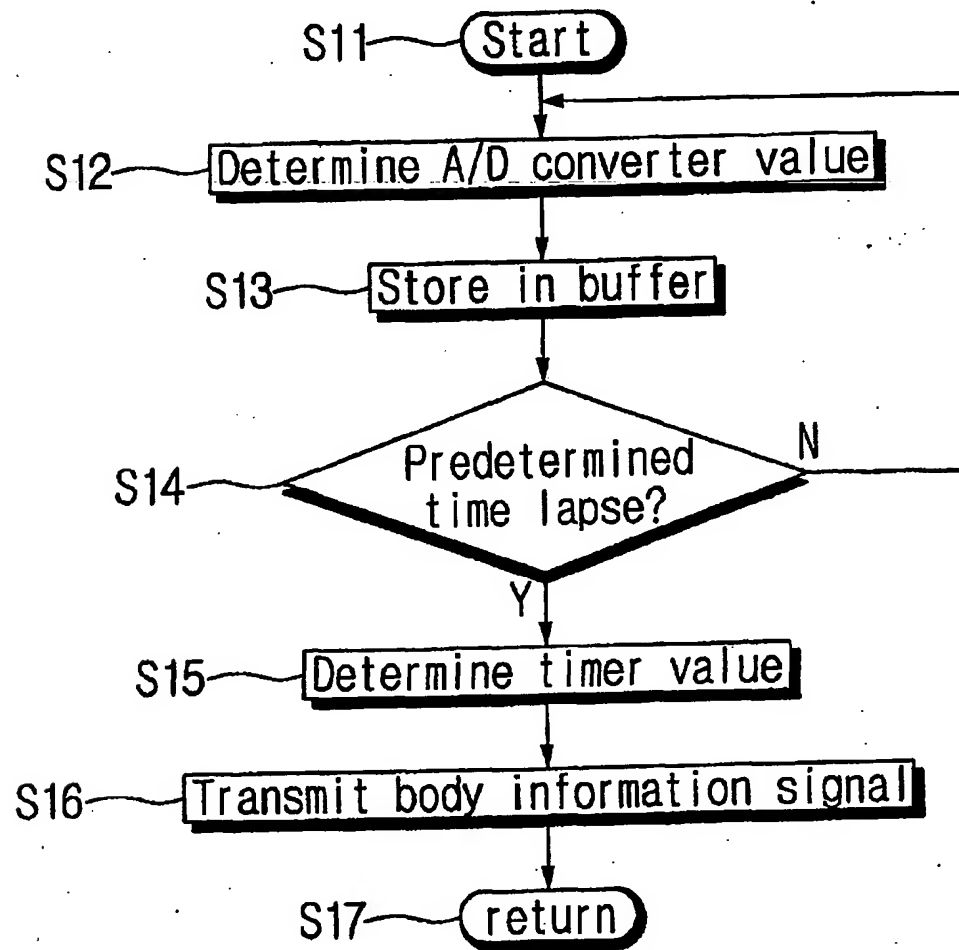 S11 Start
S12 Determine A/D converter value
S13 Store in buffer
S14 Predetermined
time lapse?
N
Y
S15 Determine timer value
S16 Transmit body information signal
S17 return